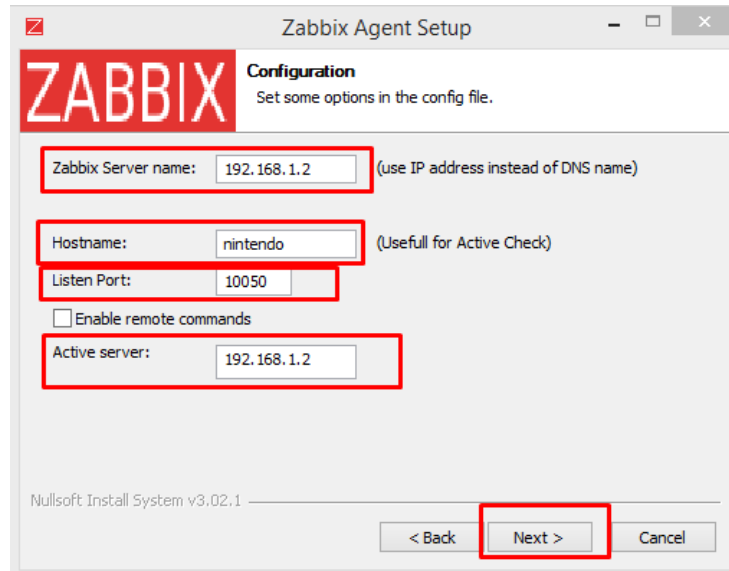 Zabbix Agent Setup
ZABBIX
Configuration
Set some options in the config file.
Zabbix Server name: 192.168.1.2 (use IP address instead of DNS name)
Hostname: nintendo (Usefull for Active Check)
Listen Port: 10050
Enable remote commands
Active server: 192.168.1.2
Nullsoft Install System v3.02.1
< Back Next > Cancel